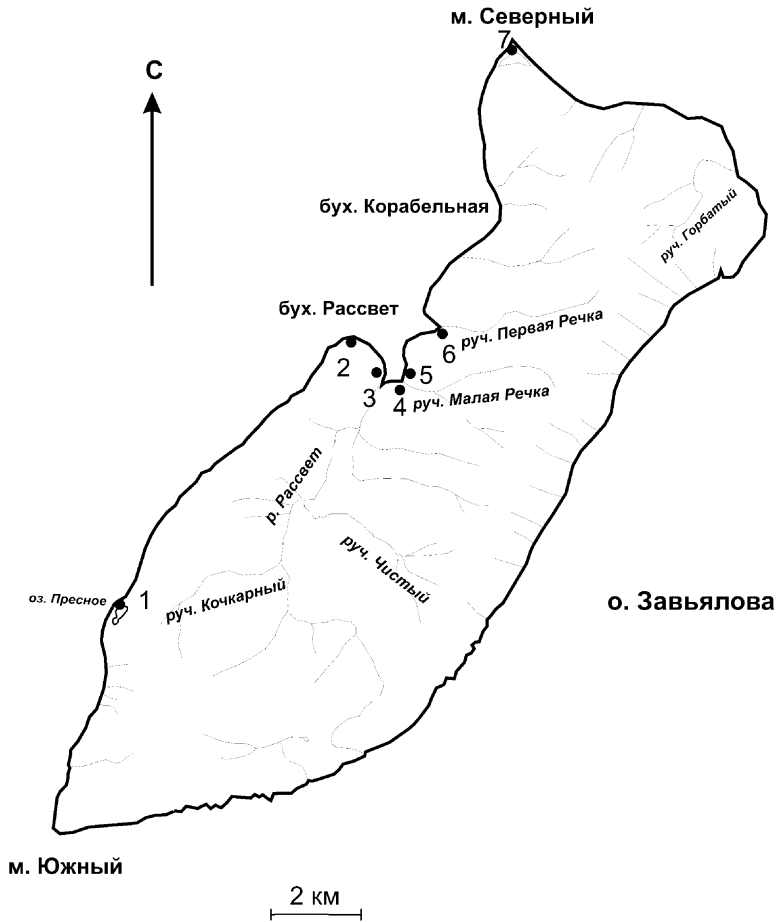 м. Северный
7
С
бух. Корабельная
руч. Горбатый
бух. Рассвет
руч. Первая Речка
6
2
5
3
4
руч. Малая Речка
р. Рассвет
руч. Чистый
оз. Пресное
1
руч. Кочкарный
о. Завьялова
м. Южный
2 км